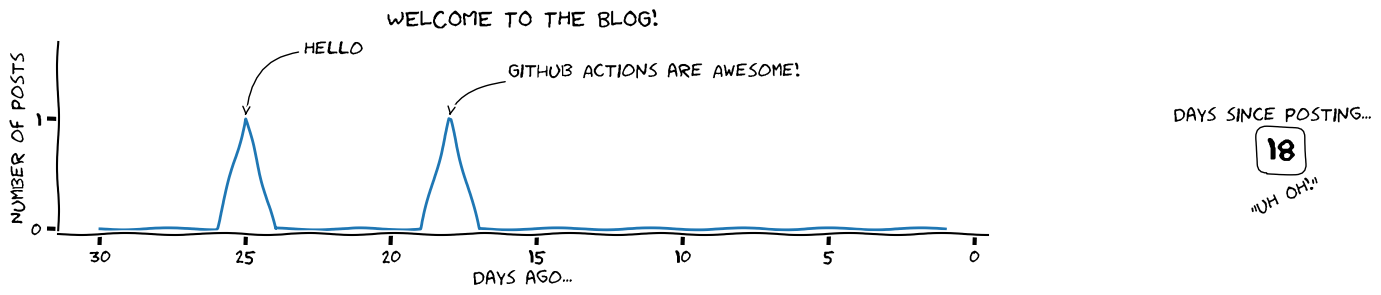 WELCOME TO THE BLOG!
HELLO
GITHUB ACTIONS ARE AWESOME!
NUMBER OF POSTS
1
0
30 25 20 15 10 5 0
DAYS AGO...
DAYS SINCE POSTING...
18
"UH OH!"